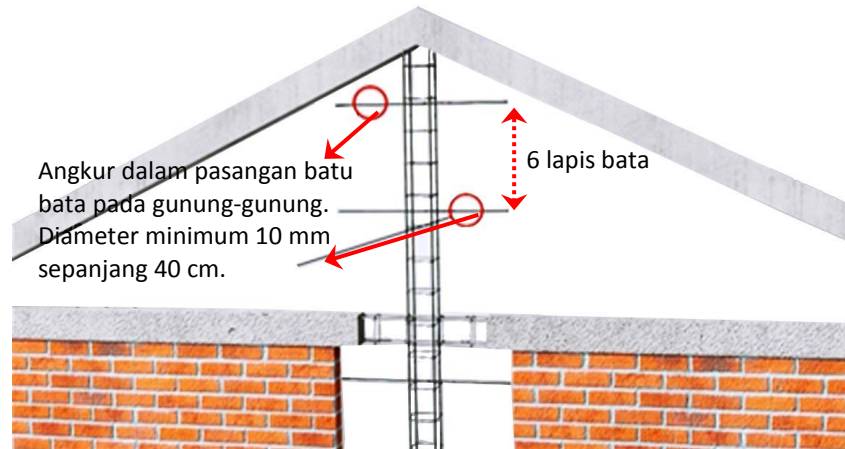 Angkur dalam pasangan batu
bata pada gunung-gunung.
Diameter minimum 10 mm
sepanjang 40 cm.
6 lapis bata